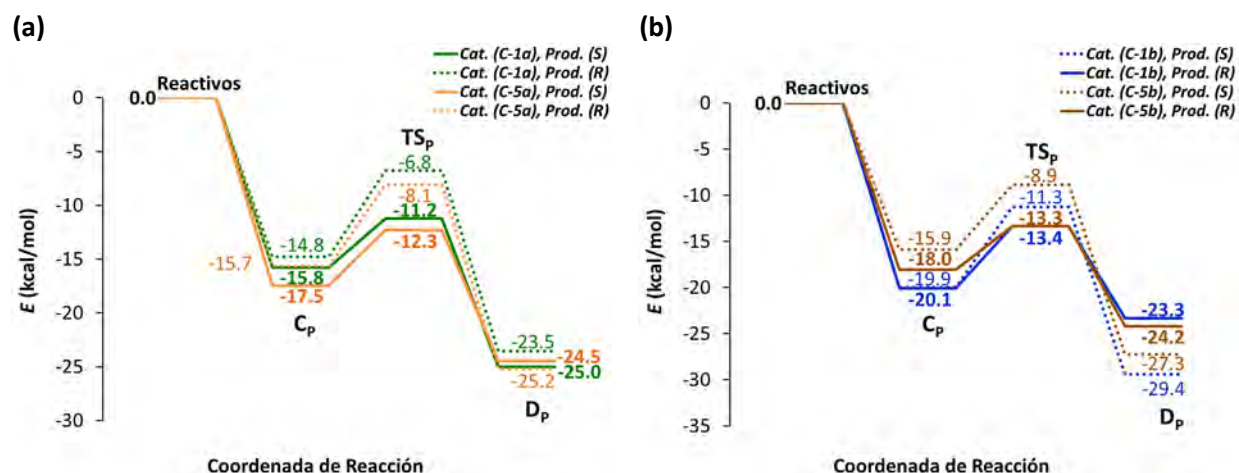 (a)
Cat. (C-1a), Prod. (S)
Cat. (C-1a), Prod. (R)
Cat. (C-5a), Prod. (S)
Cat. (C-5a), Prod. (R)
Reactivos
0.0
0
-5
-10
-15
-20
-25
-30
E (kcal/mol)
TSP
-6.8
-8.1
-11.2
-12.3
-14.8
-15.7
-15.8
-17.5
CP
-23.5
-24.5
-25.0
-25.2
DP
Coordenada de Reacción
(b)
Cat. (C-1b), Prod. (S)
Cat. (C-1b), Prod. (R)
Cat. (C-5b), Prod. (S)
Cat. (C-5b), Prod. (R)
Reactivos
0.0
0
-5
-10
-15
-20
-25
-30
-35
E (kcal/mol)
TSP
-8.9
-11.3
-13.3
-13.4
-15.9
-18.0
-19.9
-20.1
CP
-23.3
-24.2
-27.3
-29.4
DP
Coordenada de Reacción